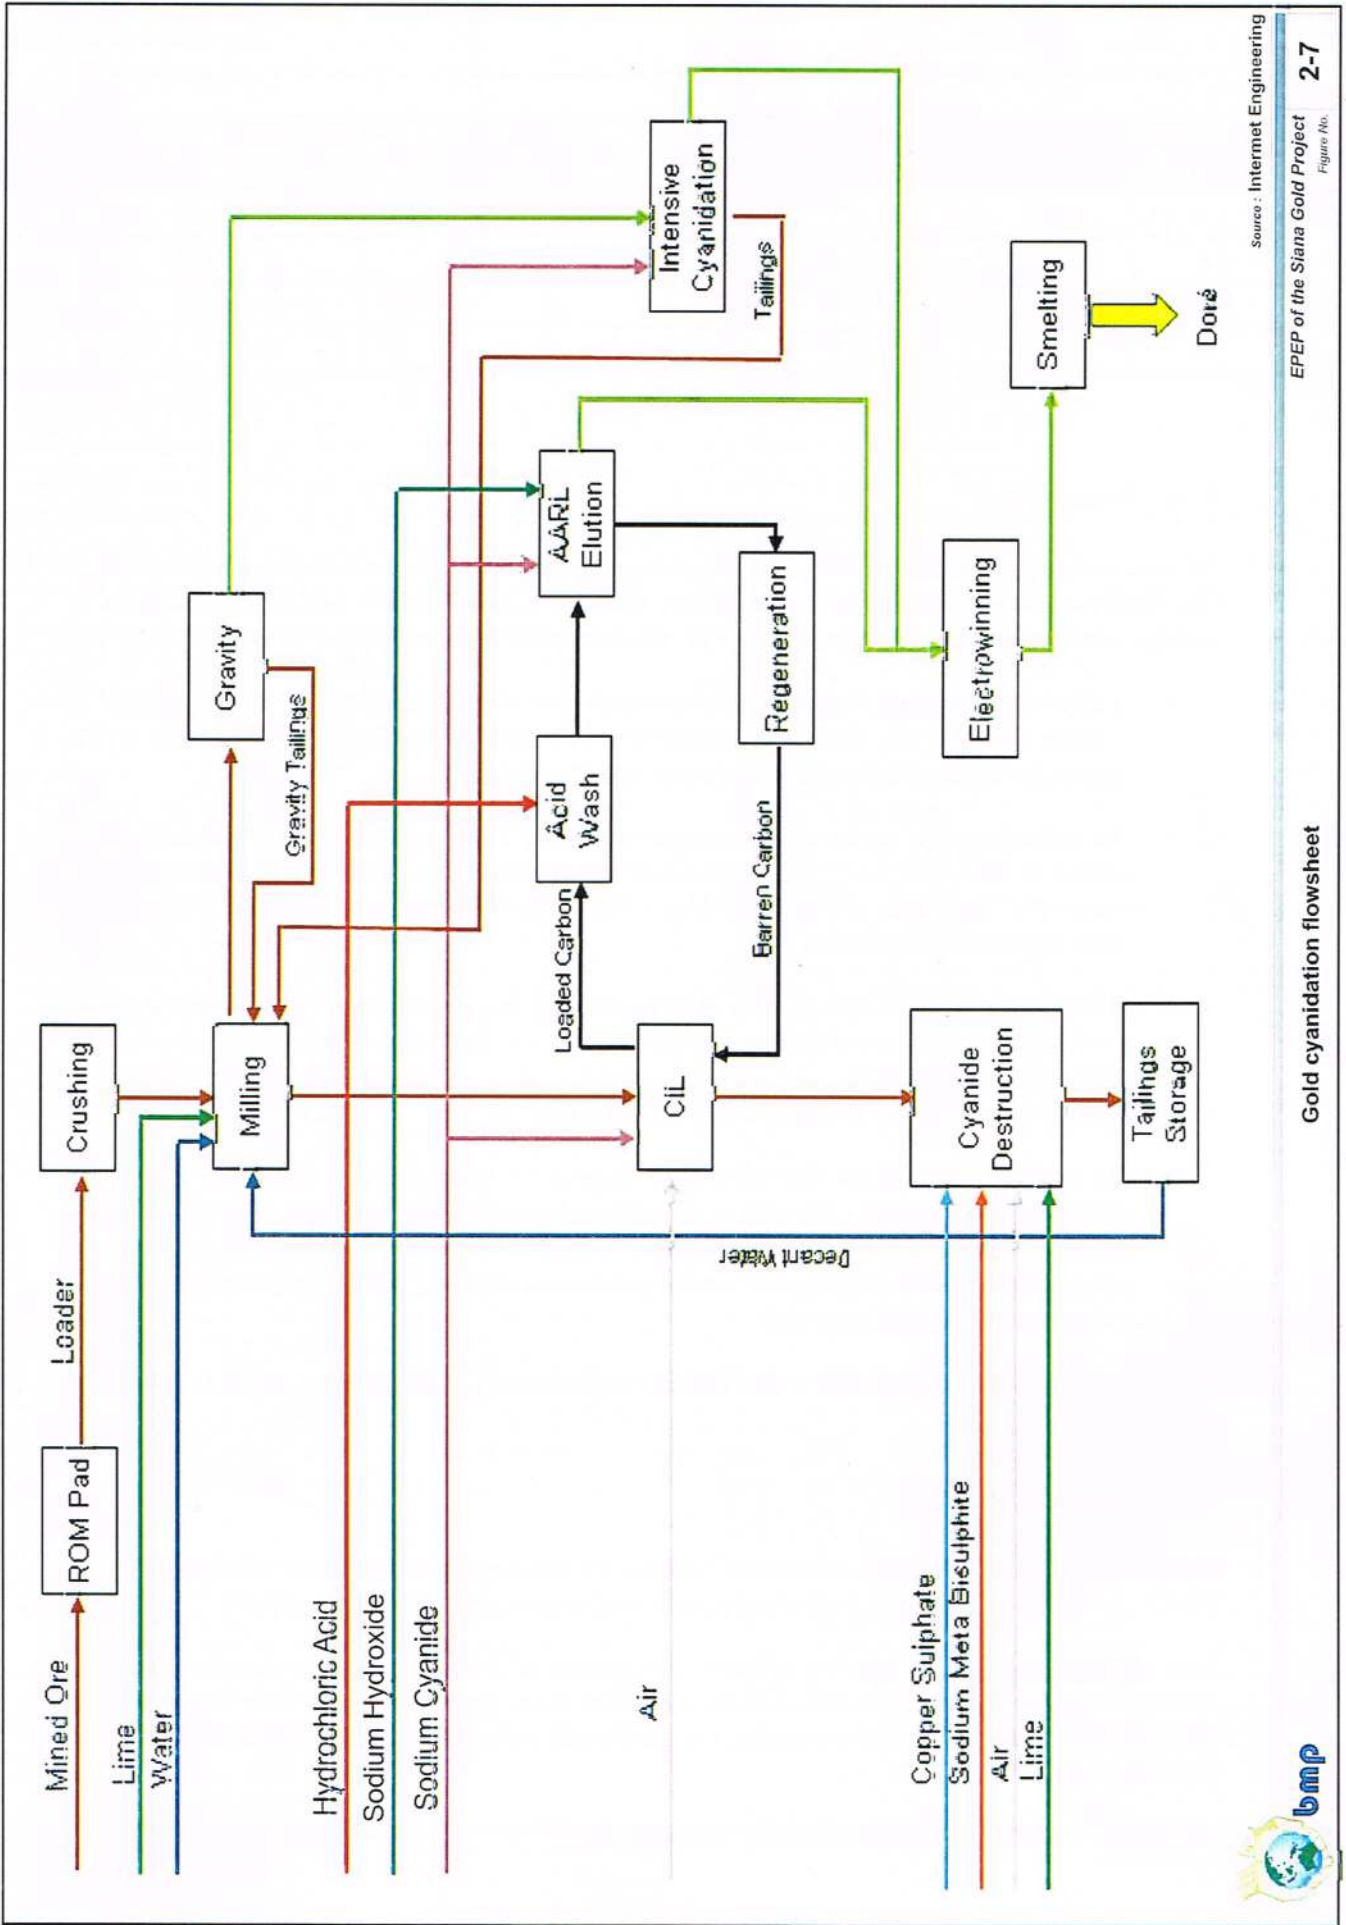 Mined Ore
ROM Pad
Loader
Crushing
Lime
Water
Milling
Gravity
Gravity Tailings
Hydrochloric Acid
Sodium Hydroxide
Sodium Cyanide
Loaded Carbon
Acid
Wash
AARL
Elution
Intensive
Cyanidation
Tailings
Air
CIL
Barren Carbon
Regeneration
Decant Water
Copper Sulphate
Sodium Meta Bisulphite
Air
Lime
Cyanide
Destruction
Electrowinning
Smelting
Doré
Tailings
Storage
Source : Internet Engineering
bmp
Gold cyanidation flowsheet
EPEP of the Siana Gold Project
Figure No.
2-7